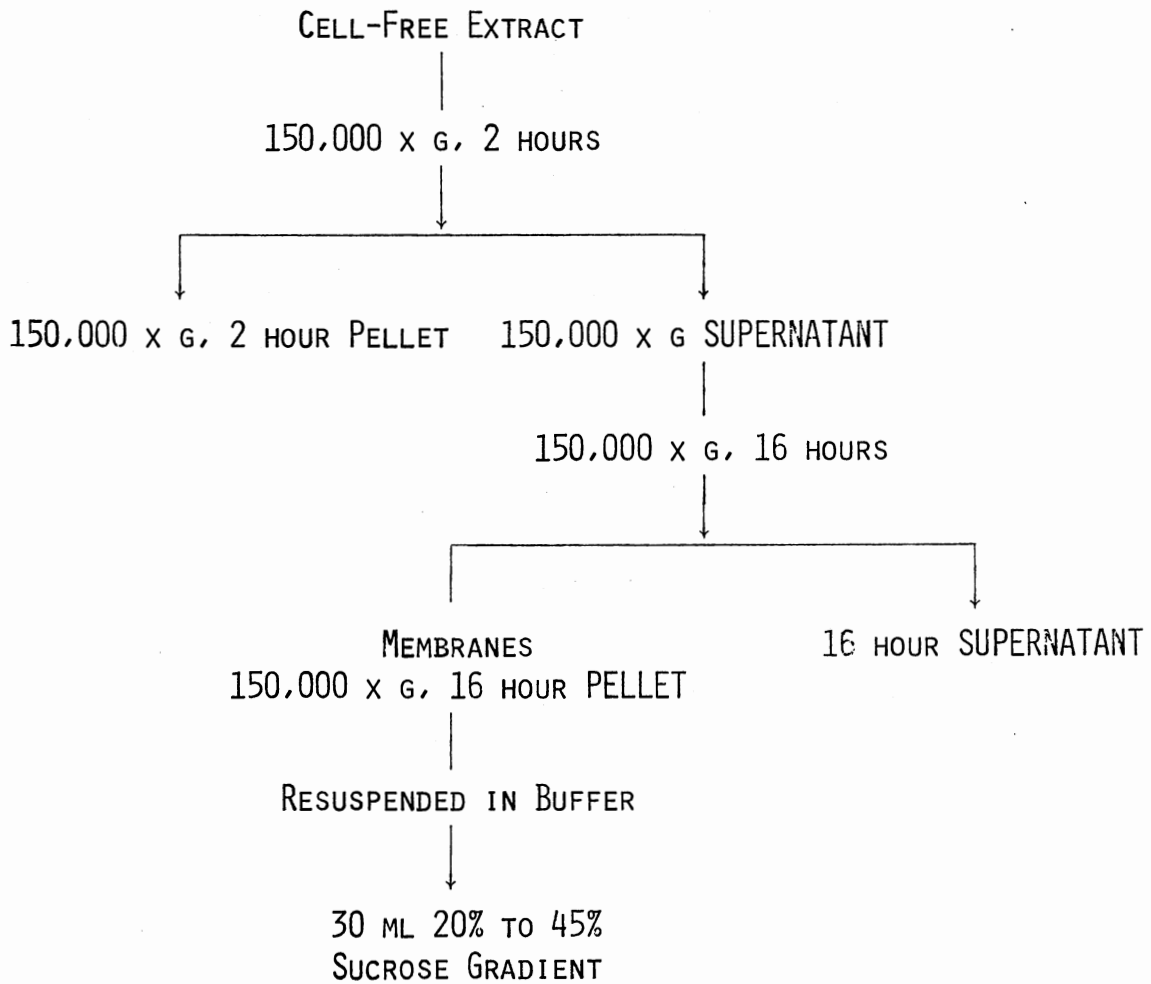 CELL-FREE EXTRACT
150,000 X G, 2 HOURS
150,000 X G, 2 HOUR PELLET 150,000 X G SUPERNATANT
150,000 X G, 16 HOURS
MEMBRANES
150,000 X G, 16 HOUR PELLET
16 HOUR SUPERNATANT
RESUSPENDED IN BUFFER
30 ML 20% TO 45%
SUCROSE GRADIENT